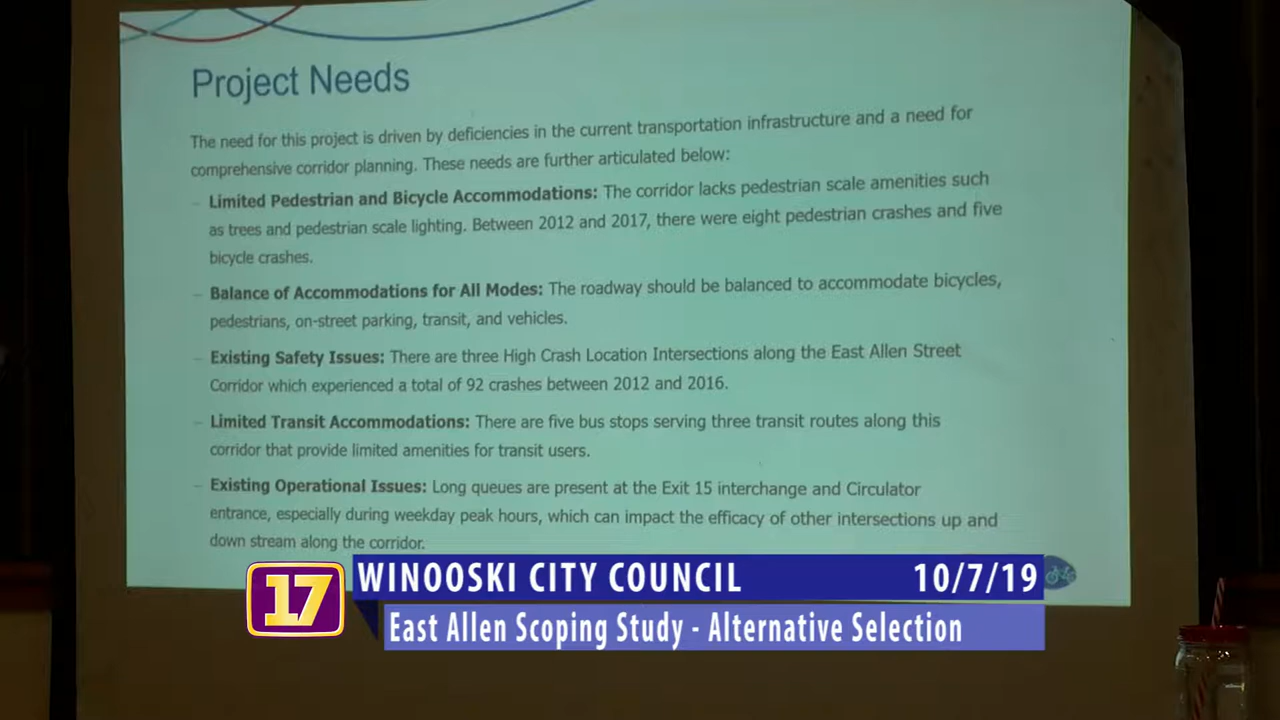 Project Needs
The need for this project is driven by deficiencies in the current transportation infrastructure and a need for
comprehensive corridor planning. These needs are further articulated below:
– Limited Pedestrian and Bicycle Accommodations: The corridor lacks pedestrian scale amenities such
as trees and pedestrian scale lighting. Between 2012 and 2017, there were eight pedestrian crashes and five
bicycle crashes.
– Balance of Accommodations for All Modes: The roadway should be balanced to accommodate bicycles,
pedestrians, on-street parking, transit, and vehicles.
– Existing Safety Issues: There are three High Crash Location Intersections along the East Allen Street
Corridor which experienced a total of 92 crashes between 2012 and 2016.
– Limited Transit Accommodations: There are five bus stops serving three transit routes along this
corridor that provide limited amenities for transit users.
– Existing Operational Issues: Long queues are present at the Exit 15 interchange and Circulator
entrance, especially during weekday peak hours, which can impact the efficacy of other intersections up and
down stream along the corridor.
17
WINOOSKI CITY COUNCIL 10/7/19
East Allen Scoping Study - Alternative Selection